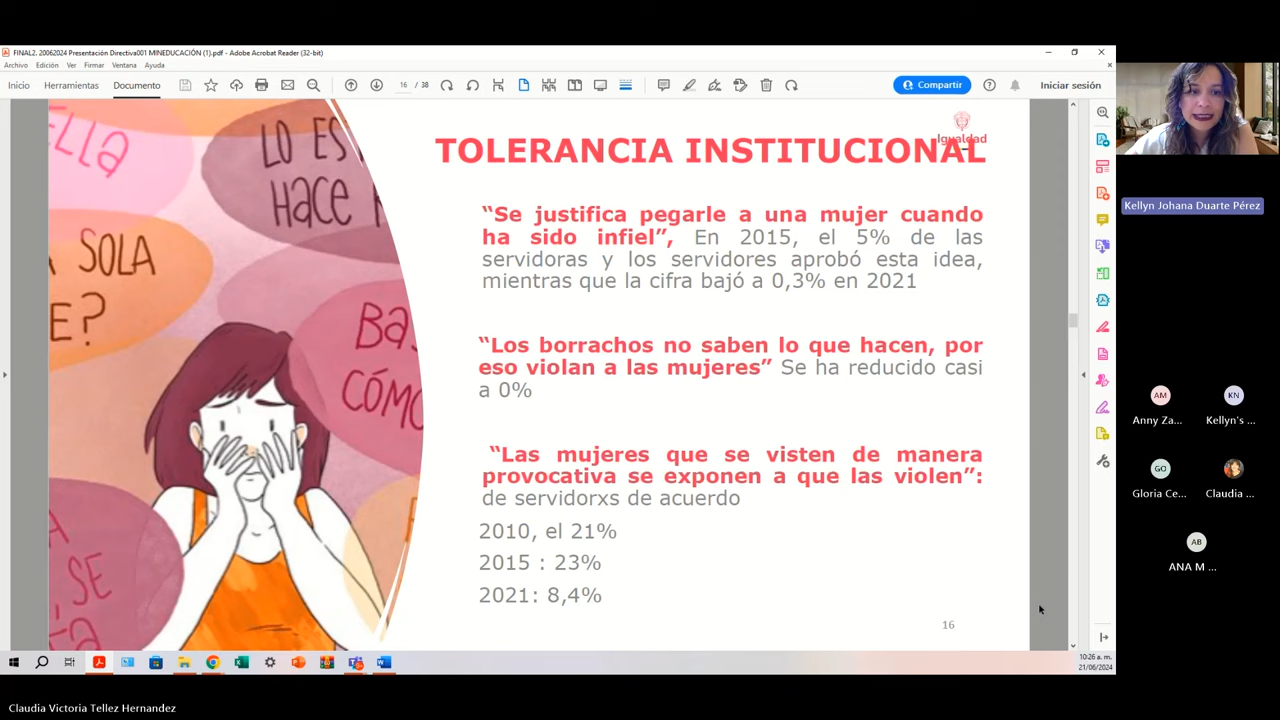 FINAL2. 20062024 Presentación Directiva001 MINEDUCACIÓN (1).pdf - Adobe Acrobat Reader (32-bit)
Archivo Edición Ver Firmar Ventana Ayuda
Inicio Herramientas Documento 16 / 38 Compartir Iniciar sesión
ELLA
LO ES
HACE
SOLA
E?
BA
CÓMO
A
SE
TA
Igualdad
TOLERANCIA INSTITUCIONAL
“Se justifica pegarle a una mujer cuando
ha sido infiel”, En 2015, el 5% de las
servidoras y los servidores aprobó esta idea,
mientras que la cifra bajó a 0,3% en 2021
“Los borrachos no saben lo que hacen, por
eso violan a las mujeres” Se ha reducido casi
a 0%
“Las mujeres que se visten de manera
provocativa se exponen a que las violen”:
de servidorxs de acuerdo
2010, el 21%
2015 : 23%
2021: 8,4%
16
Kellyn Johana Duarte Pérez
AM KN
Anny Za... Kellyn's ...
GO
Gloria Ce... Claudia ...
AB
ANA M ...
10:26 a. m.
21/06/2024
Claudia Victoria Tellez Hernandez